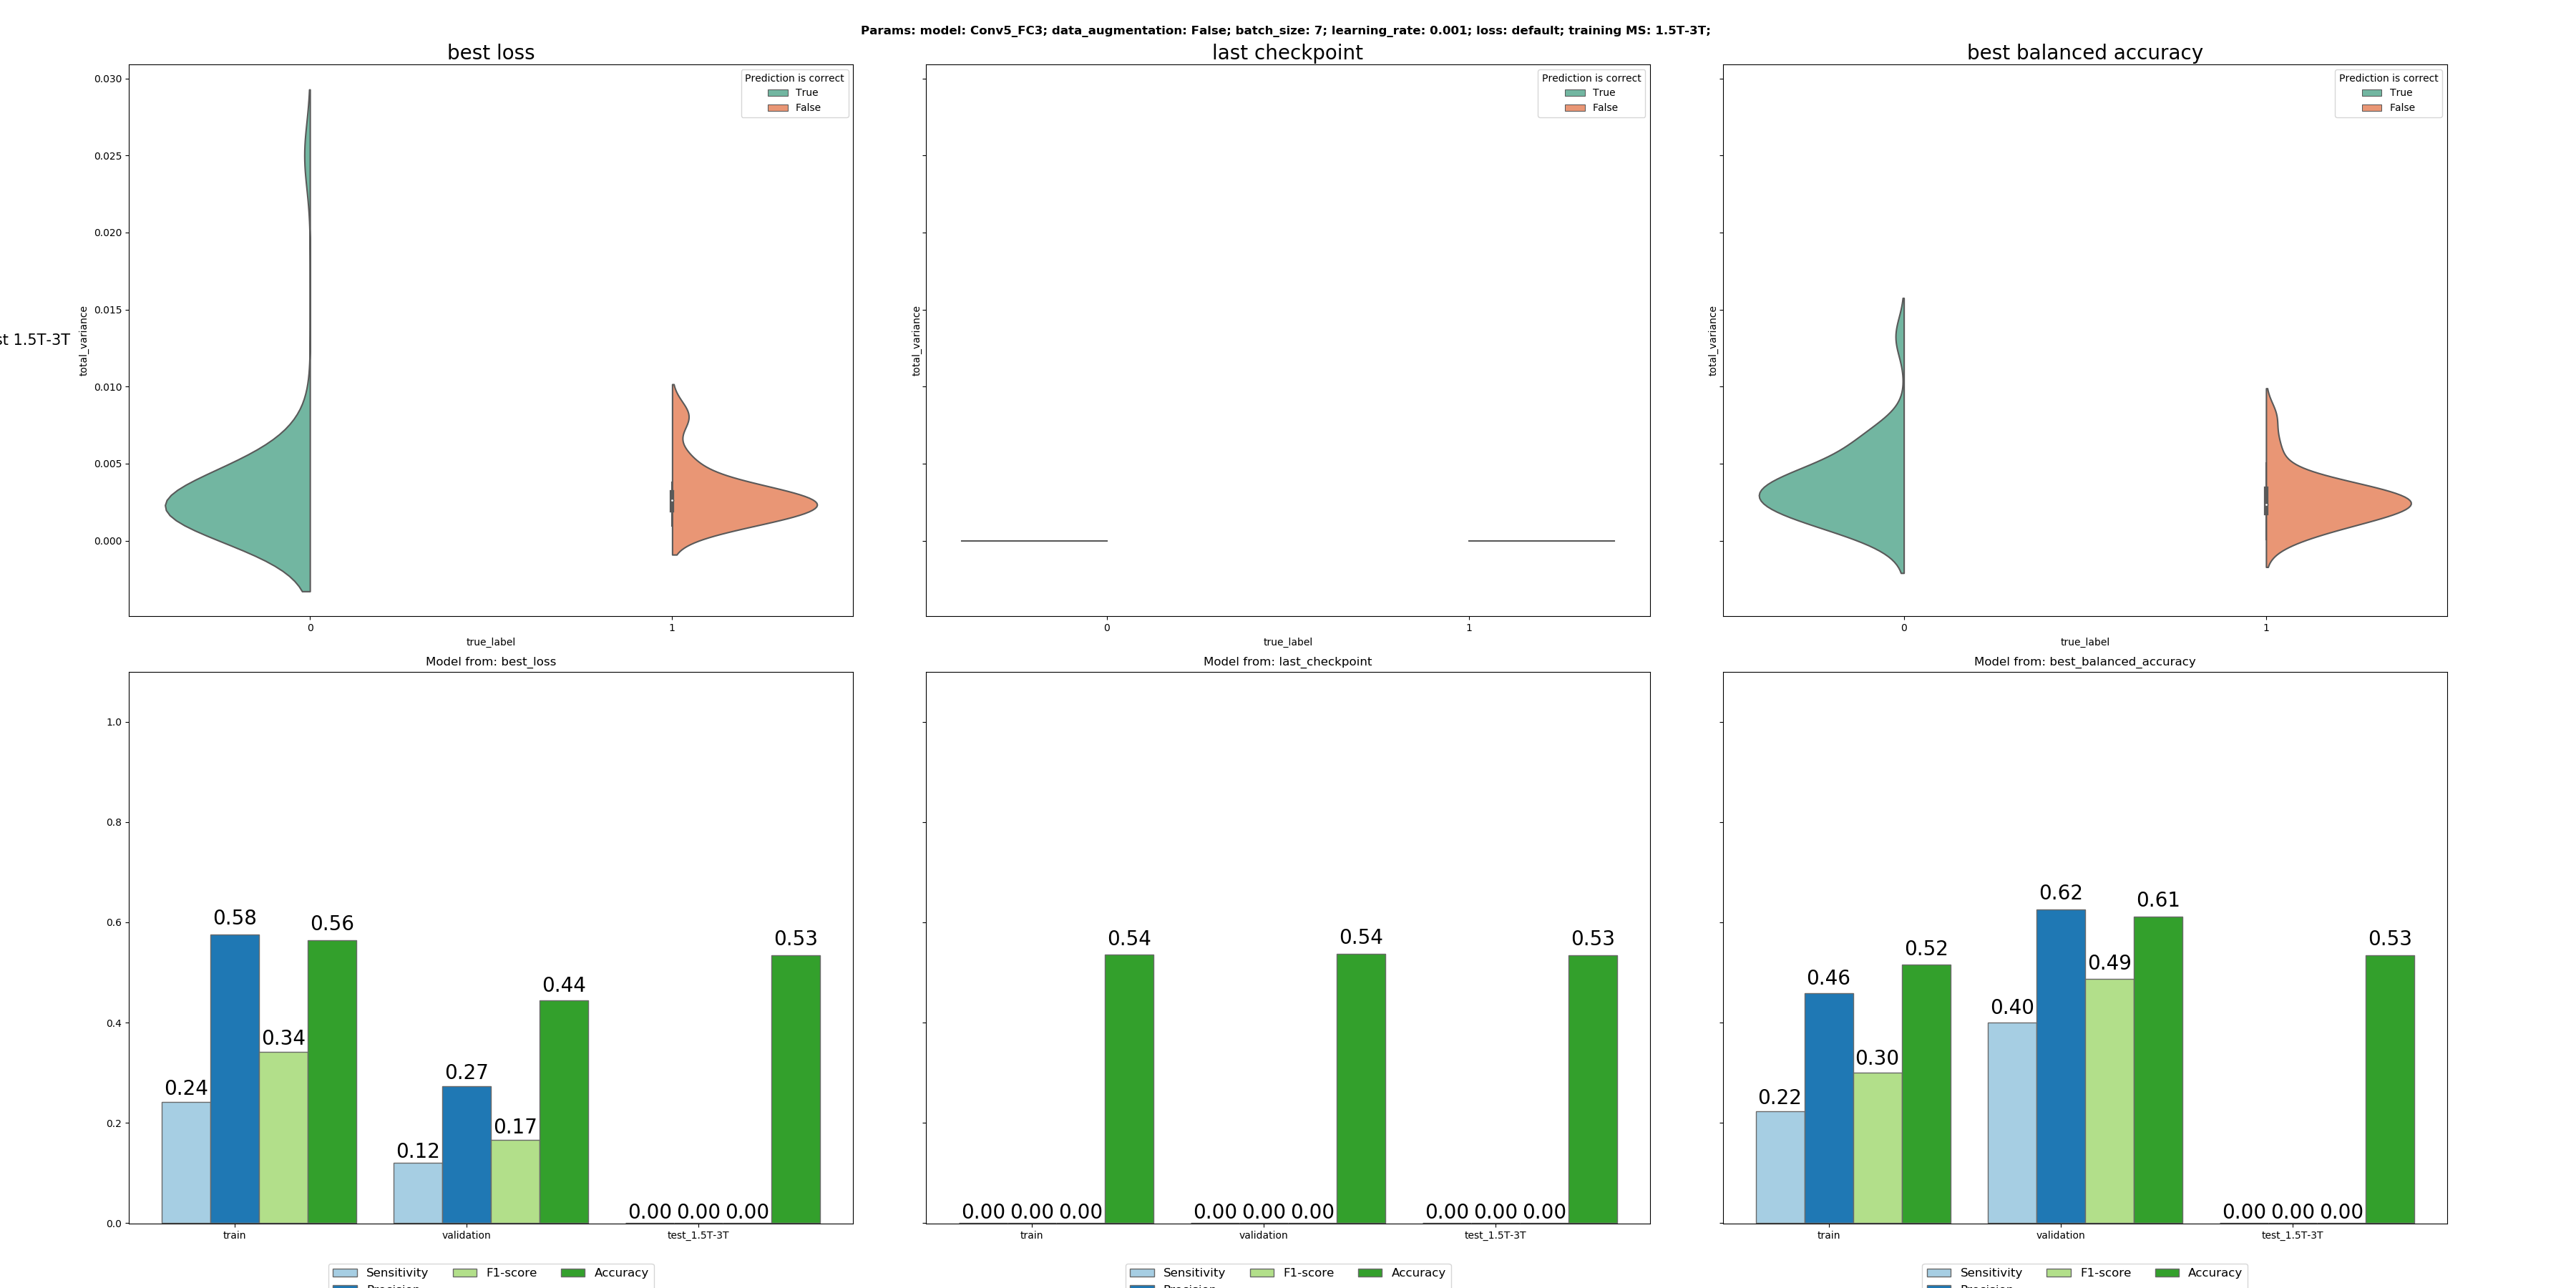 Params: model: Conv5_FC3; data_augmentation: False; batch_size: 7; learning_rate: 0.001; loss: default; training MS: 1.5T-3T;
best loss
last checkpoint
best balanced accuracy
Prediction is correct
True
False
Prediction is correct
True
False
Prediction is correct
True
False
0.030
0.025
0.020
0.015
0.010
0.005
0.000
st 1.5T-3T
total_variance
total_variance
total_variance
0 1
0 1
0 1
true_label
true_label
true_label
Model from: best_loss
Model from: last_checkpoint
Model from: best_balanced_accuracy
1.0
0.8
0.6
0.4
0.2
0.0
0.24 0.58 0.34 0.56
0.12 0.27 0.17 0.44
0.00 0.00 0.00 0.53
0.00 0.00 0.00 0.54
0.00 0.00 0.00 0.54
0.00 0.00 0.00 0.53
0.22 0.46 0.30 0.52
0.40 0.62 0.49 0.61
0.00 0.00 0.00 0.53
train validation test_1.5T-3T
train validation test_1.5T-3T
train validation test_1.5T-3T
Sensitivity F1-score Accuracy
Precision
Sensitivity F1-score Accuracy
Precision
Sensitivity F1-score Accuracy
Precision